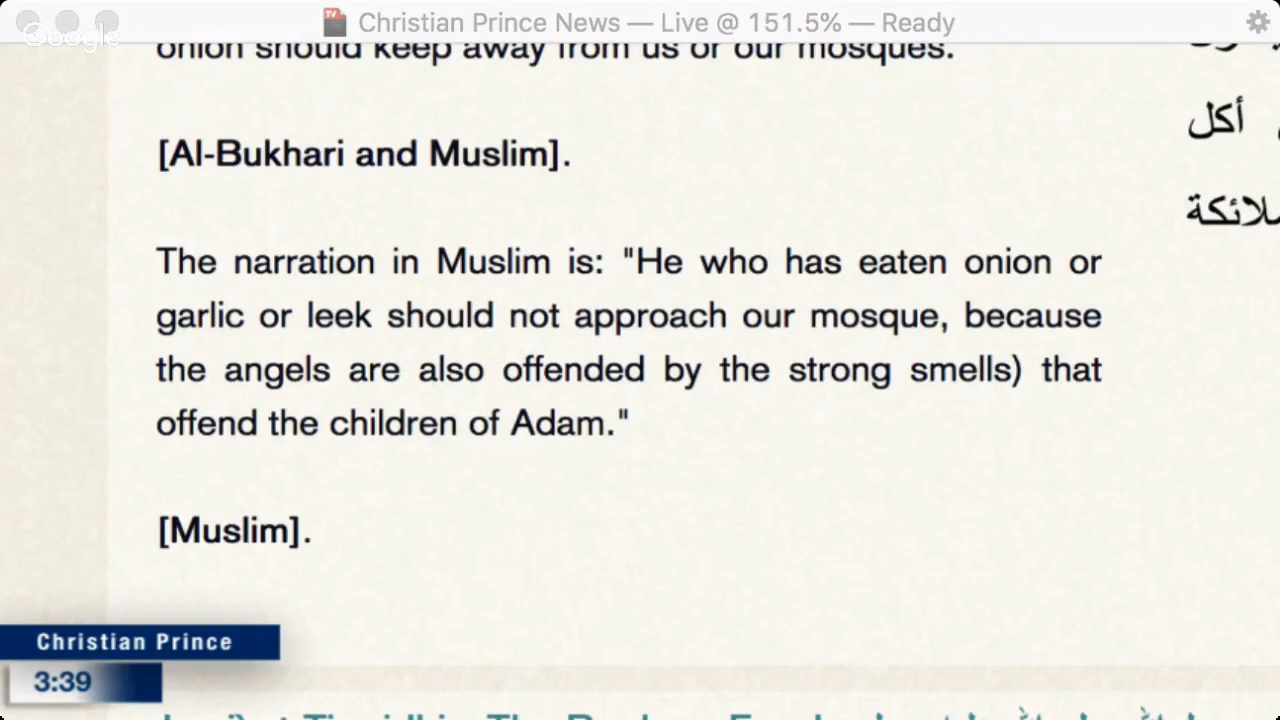 Christian Prince News — Live @ 151.5% — Ready
Google
onion should keep away from us or our mosques.
[Al-Bukhari and Muslim].
أكل
The narration in Muslim is: "He who has eaten onion or
garlic or leek should not approach our mosque, because
the angels are also offended by the strong smells) that
offend the children of Adam."
[Muslim].
Christian Prince
3:39